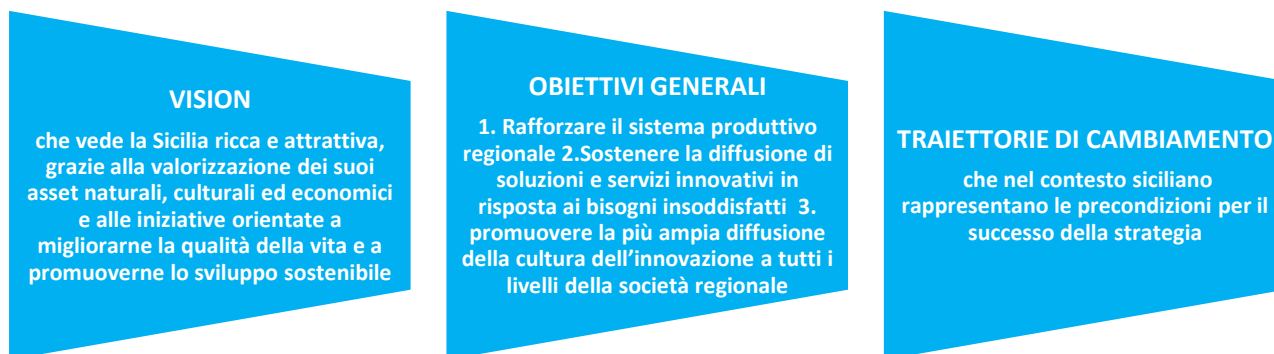 VISION
che vede la Sicilia ricca e attrattiva,
grazie alla valorizzazione dei suoi
asset naturali, culturali ed economici
e alle iniziative orientate a
migliorarne la qualità della vita e a
promuoverne lo sviluppo sostenibile
OBIETTIVI GENERALI
1. Rafforzare il sistema produttivo
regionale 2.Sostenere la diffusione di
soluzioni e servizi innovativi in
risposta ai bisogni insoddisfatti 3.
promuovere la più ampia diffusione
della cultura dell'innovazione a tutti i
livelli della società regionale
TRAIETTORIE DI CAMBIAMENTO
che nel contesto siciliano
rappresentano le precondizioni per il
successo della strategia